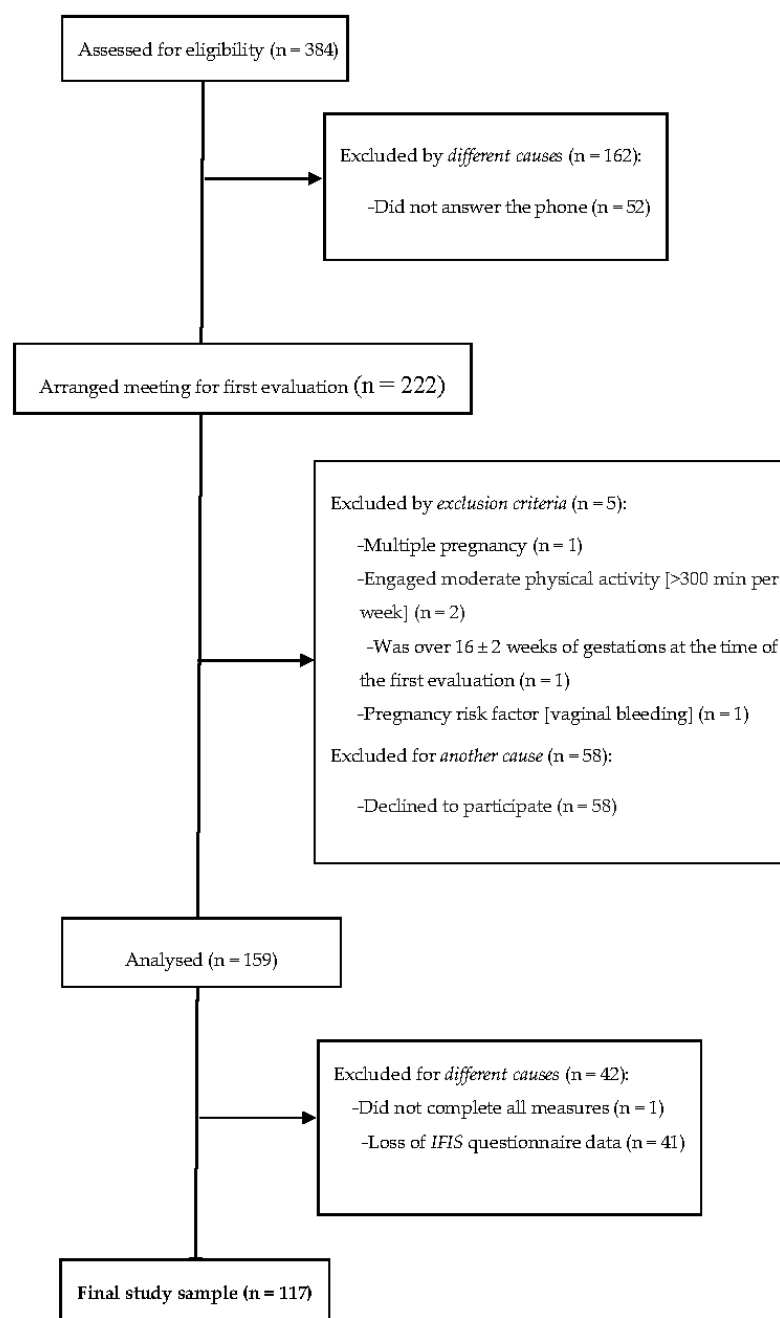 Assessed for eligibility (n = 384)
Excluded by different causes (n = 162):
-Did not answer the phone (n = 52)
Arranged meeting for first evaluation (n = 222)
Excluded by exclusion criteria (n = 5):
-Multiple pregnancy (n = 1)
-Engaged moderate physical activity [>300 min per
week] (n = 2)
-Was over 16 ± 2 weeks of gestations at the time of
the first evaluation (n = 1)
-Pregnancy risk factor [vaginal bleeding] (n = 1)
Excluded for another cause (n = 58):
-Declined to participate (n = 58)
Analysed (n = 159)
Excluded for different causes (n = 42):
-Did not complete all measures (n = 1)
-Loss of IFIS questionnaire data (n = 41)
Final study sample (n = 117)